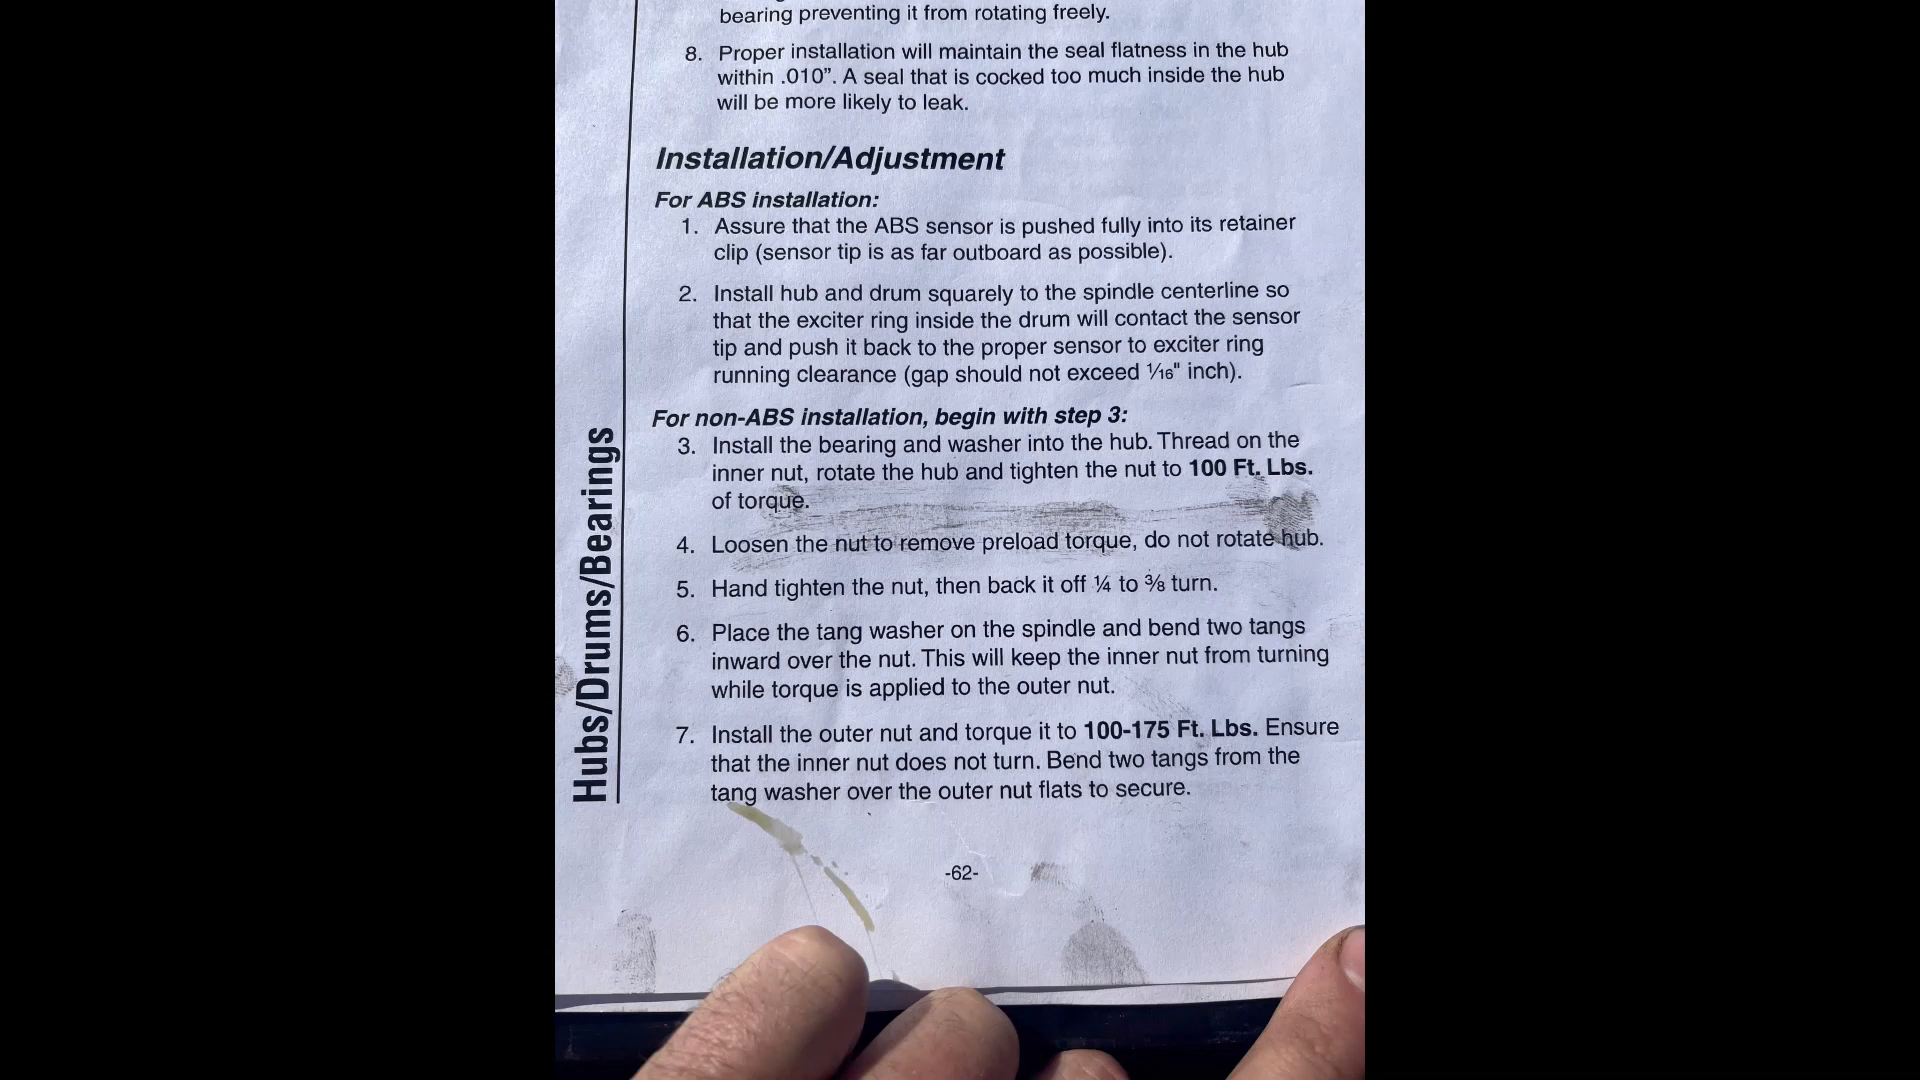 bearing preventing it from rotating freely.
8. Proper installation will maintain the seal flatness in the hub
within .010”. A seal that is cocked too much inside the hub
will be more likely to leak.
Installation/Adjustment
For ABS installation:
1. Assure that the ABS sensor is pushed fully into its retainer
clip (sensor tip is as far outboard as possible).
2. Install hub and drum squarely to the spindle centerline so
that the exciter ring inside the drum will contact the sensor
tip and push it back to the proper sensor to exciter ring
running clearance (gap should not exceed 1⁄16" inch).
For non-ABS installation, begin with step 3:
3. Install the bearing and washer into the hub. Thread on the
inner nut, rotate the hub and tighten the nut to 100 Ft. Lbs.
of torque.
4. Loosen the nut to remove preload torque, do not rotate hub.
5. Hand tighten the nut, then back it off ¼ to ⅜ turn.
6. Place the tang washer on the spindle and bend two tangs
inward over the nut. This will keep the inner nut from turning
while torque is applied to the outer nut.
7. Install the outer nut and torque it to 100-175 Ft. Lbs. Ensure
that the inner nut does not turn. Bend two tangs from the
tang washer over the outer nut flats to secure.
Hubs/Drums/Bearings
-62-